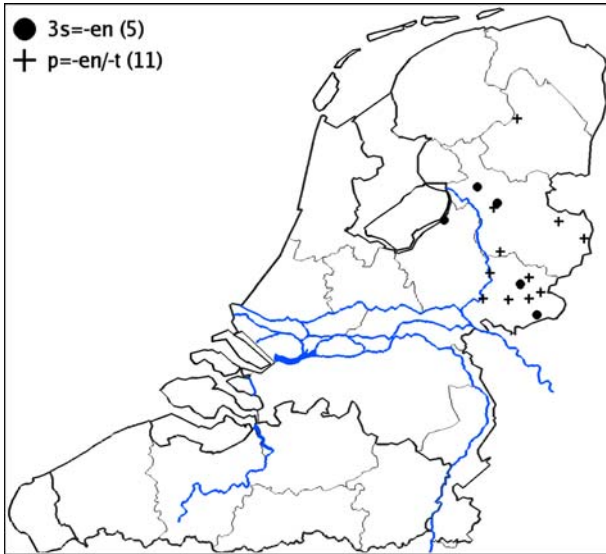 3s=-en (5)
p=-en/-t (11)